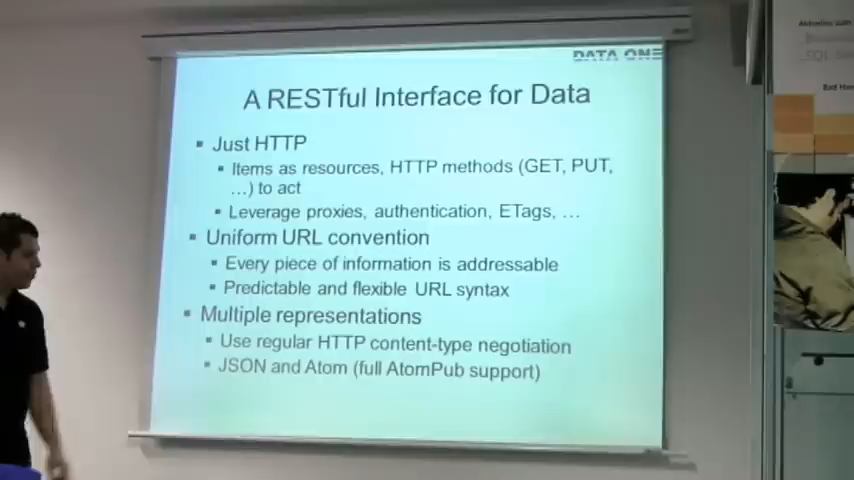 DATA ONE
A RESTful Interface for Data
▪ Just HTTP
▪ Items as resources, HTTP methods (GET, PUT,
…) to act
▪ Leverage proxies, authentication, ETags, …
▪ Uniform URL convention
▪ Every piece of information is addressable
▪ Predictable and flexible URL syntax
▪ Multiple representations
▪ Use regular HTTP content-type negotiation
▪ JSON and Atom (full AtomPub support)